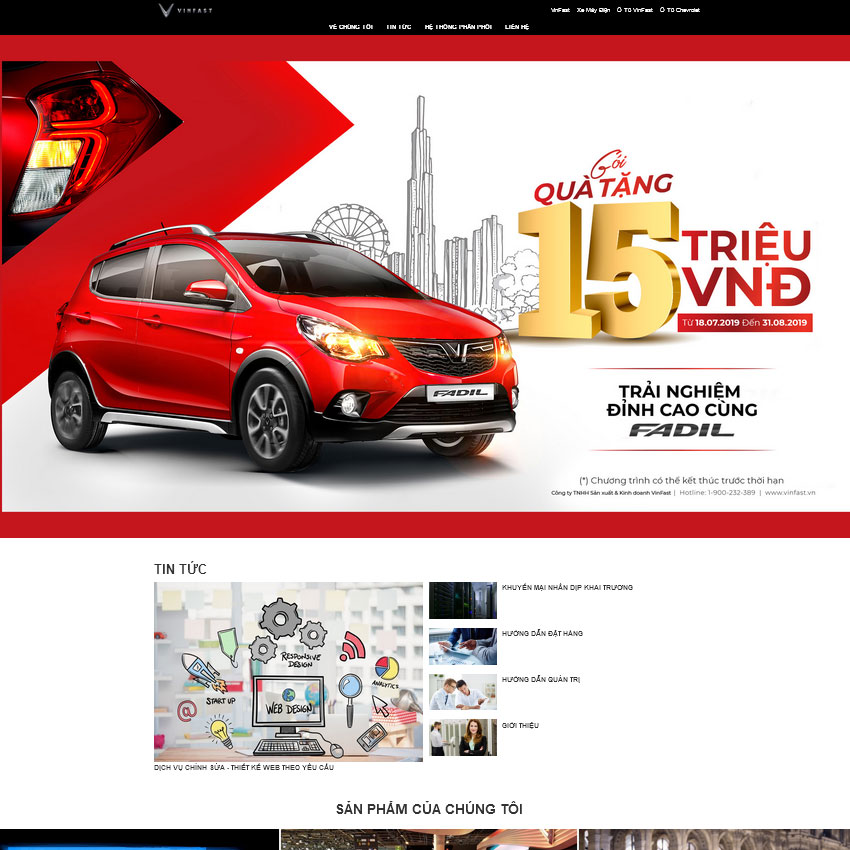 VINFAST
VinFast Xe Máy Điện Ô Tô VinFast Ô Tô Chevrolet
VỀ CHÚNG TÔI TIN TỨC HỆ THỐNG PHÂN PHỐI LIÊN HỆ
Gói
QUÀ TẶNG
15 TRIỆU
VNĐ
Từ 18.07.2019 Đến 31.08.2019
FADIL
TRẢI NGHIỆM
ĐỈNH CAO CÙNG
FADIL
(*) Chương trình có thể kết thúc trước thời hạn
Công ty TNHH Sản xuất & Kinh doanh VinFast | Hotline: 1-900-232-389 | www.vinfast.vn
TIN TỨC
RESPONSIVE
DESIGN
ANALYTICS
START UP
WEB DESIGN
DỊCH VỤ CHỈNH SỬA - THIẾT KẾ WEB THEO YÊU CẦU
KHUYẾN MẠI NHÂN DỊP KHAI TRƯƠNG
HƯỚNG DẪN ĐẶT HÀNG
HƯỚNG DẪN QUẢN TRỊ
GIỚI THIỆU
SẢN PHẨM CỦA CHÚNG TÔI